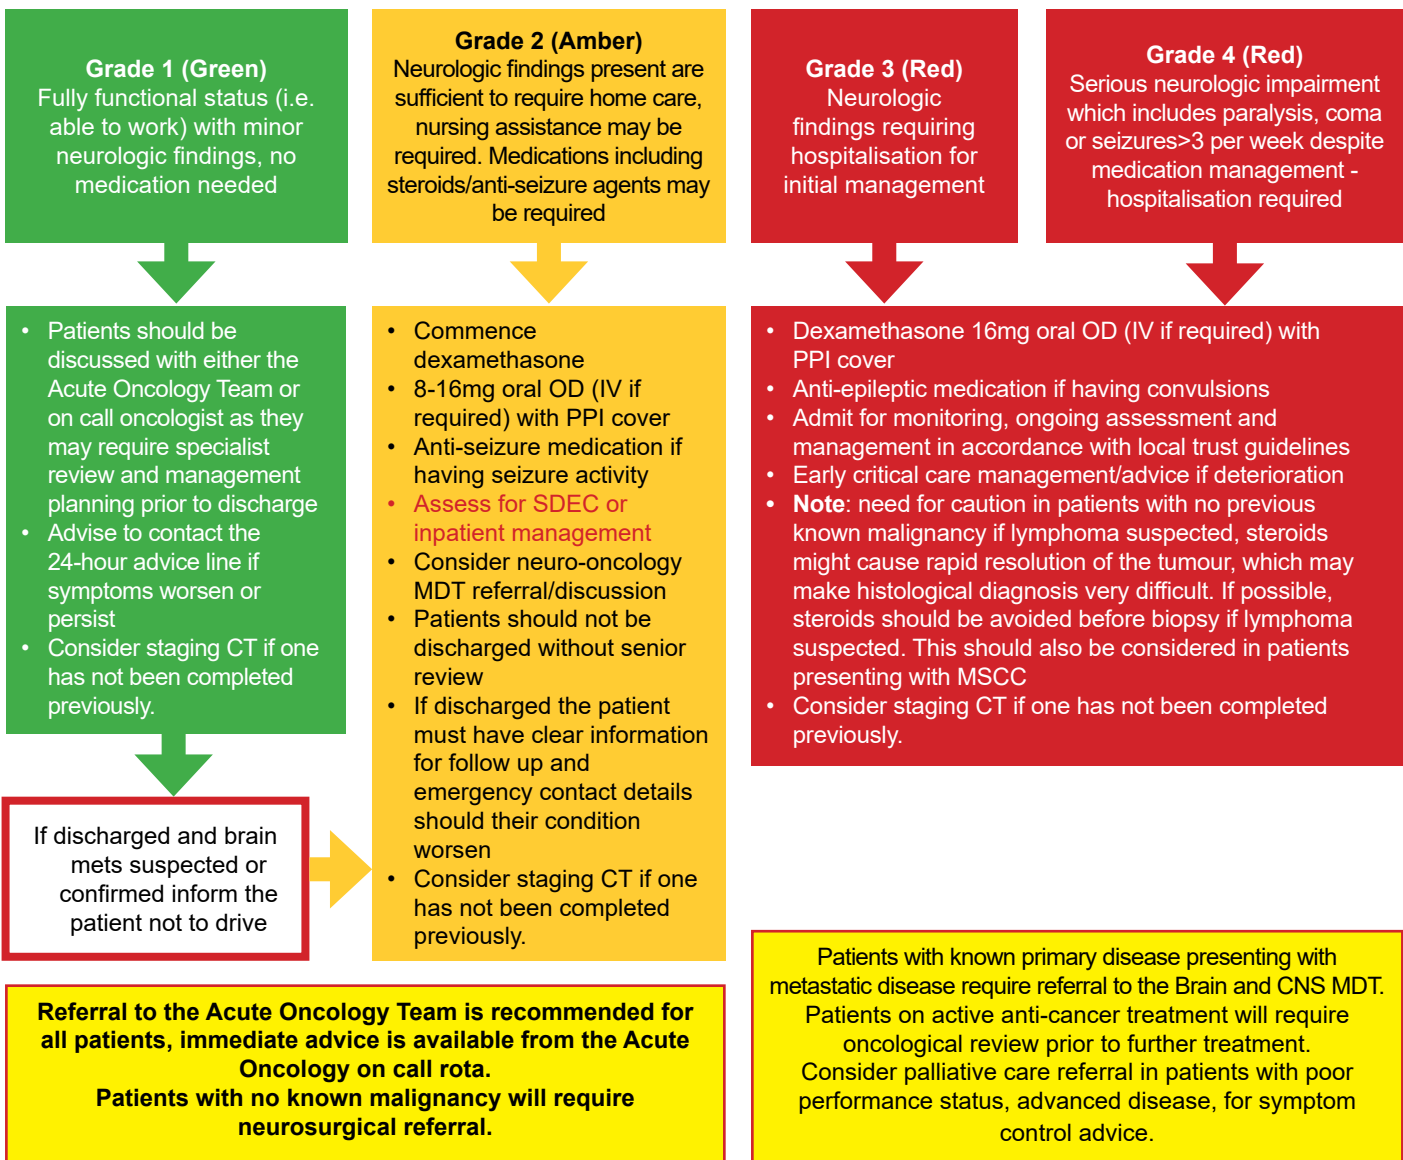 Grade 1 (Green)
Fully functional status (i.e.
able to work) with minor
neurologic findings, no
medication needed
Grade 2 (Amber)
Neurologic findings present are
sufficient to require home care,
nursing assistance may be
required. Medications including
steroids/anti-seizure agents may
be required
Grade 3 (Red)
Neurologic
findings requiring
hospitalisation for
initial management
Grade 4 (Red)
Serious neurologic impairment
which includes paralysis, coma
or seizures>3 per week despite
medication management -
hospitalisation required
• Patients should be
discussed with either the
Acute Oncology Team or
on call oncologist as they
may require specialist
review and management
planning prior to discharge
• Advise to contact the
24-hour advice line if
symptoms worsen or
persist
• Consider staging CT if one
has not been completed
previously.
If discharged and brain
mets suspected or
confirmed inform the
patient not to drive
• Commence
dexamethasone
• 8-16mg oral OD (IV if
required) with PPI cover
• Anti-seizure medication if
having seizure activity
• Assess for SDEC or
inpatient management
• Consider neuro-oncology
MDT referral/discussion
• Patients should not be
discharged without senior
review
• If discharged the patient
must have clear information
for follow up and
emergency contact details
should their condition
worsen
• Consider staging CT if one
has not been completed
previously.
• Dexamethasone 16mg oral OD (IV if required) with
PPI cover
• Anti-epileptic medication if having convulsions
• Admit for monitoring, ongoing assessment and
management in accordance with local trust guidelines
• Early critical care management/advice if deterioration
• Note: need for caution in patients with no previous
known malignancy if lymphoma suspected, steroids
might cause rapid resolution of the tumour, which may
make histological diagnosis very difficult. If possible,
steroids should be avoided before biopsy if lymphoma
suspected. This should also be considered in patients
presenting with MSCC
• Consider staging CT if one has not been completed
previously.
Referral to the Acute Oncology Team is recommended for
all patients, immediate advice is available from the Acute
Oncology on call rota.
Patients with no known malignancy will require
neurosurgical referral.
Patients with known primary disease presenting with
metastatic disease require referral to the Brain and CNS MDT.
Patients on active anti-cancer treatment will require
oncological review prior to further treatment.
Consider palliative care referral in patients with poor
performance status, advanced disease, for symptom
control advice.